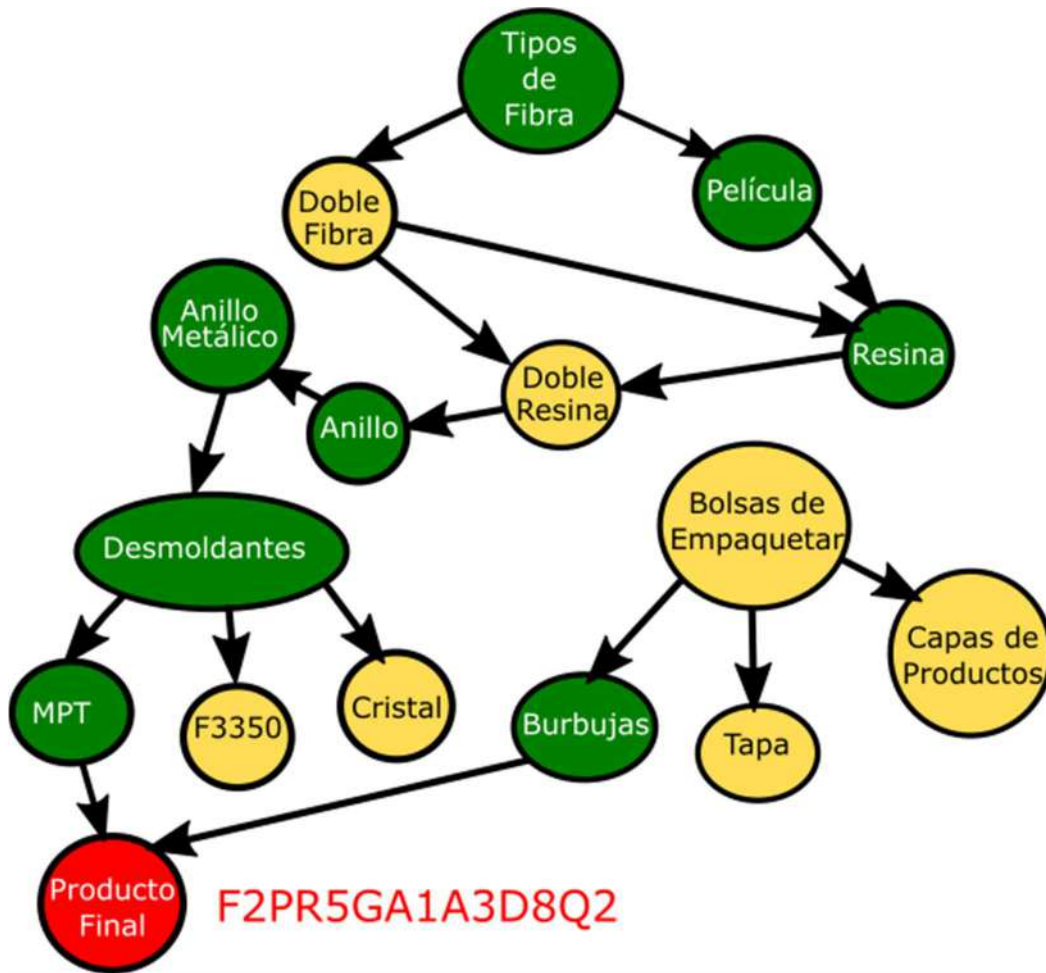 Tipos
de
Fibra
Película
Doble
Fibra
Anillo
Metálico
Resina
Doble
Resina
Anillo
Bolsas de
Empaquetar
Desmoldantes
Capas de
Productos
MPT
F3350
Cristal
Burbujas
Tapa
Producto
Final
F2PR5GA1A3D8Q2